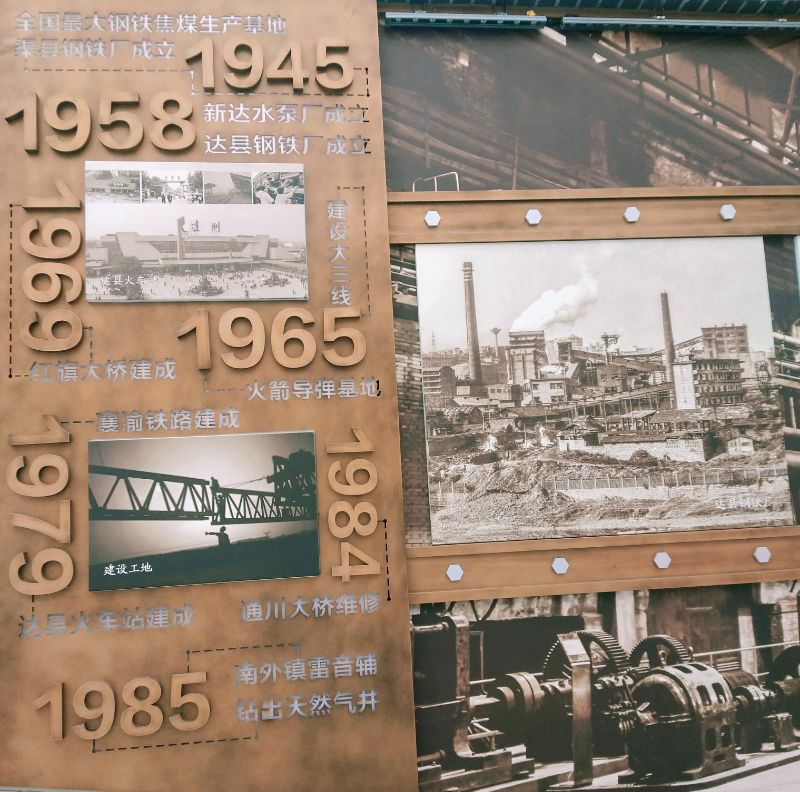 全国最大钢铁焦煤生产基地
渠县钢铁厂成立
1945
1958
新达水泵厂成立
达县钢铁厂成立
1969
达州
达县火车站
建设大三线
1965
红旗大桥建成
火箭导弹基地
襄渝铁路建成
1979
1984
建设工地
达县火车站建成
通川大桥维修
1985
南外镇雷音辅
钻出天然气井
达县钢铁厂